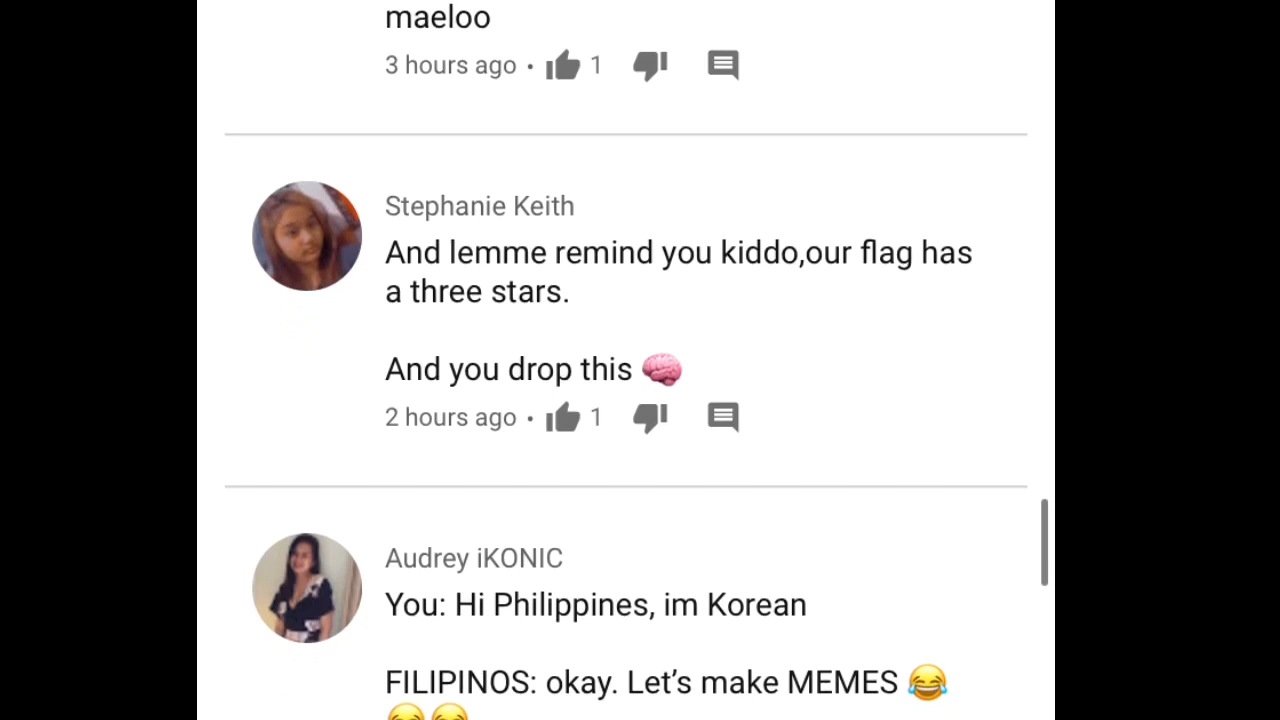 maeloo
3 hours ago • 1
Stephanie Keith
And lemme remind you kiddo,our flag has
a three stars.
And you drop this 🧠
2 hours ago • 1
Audrey iKONIC
You: Hi Philippines, im Korean
FILIPINOS: okay. Let’s make MEMES 😂
😂😂